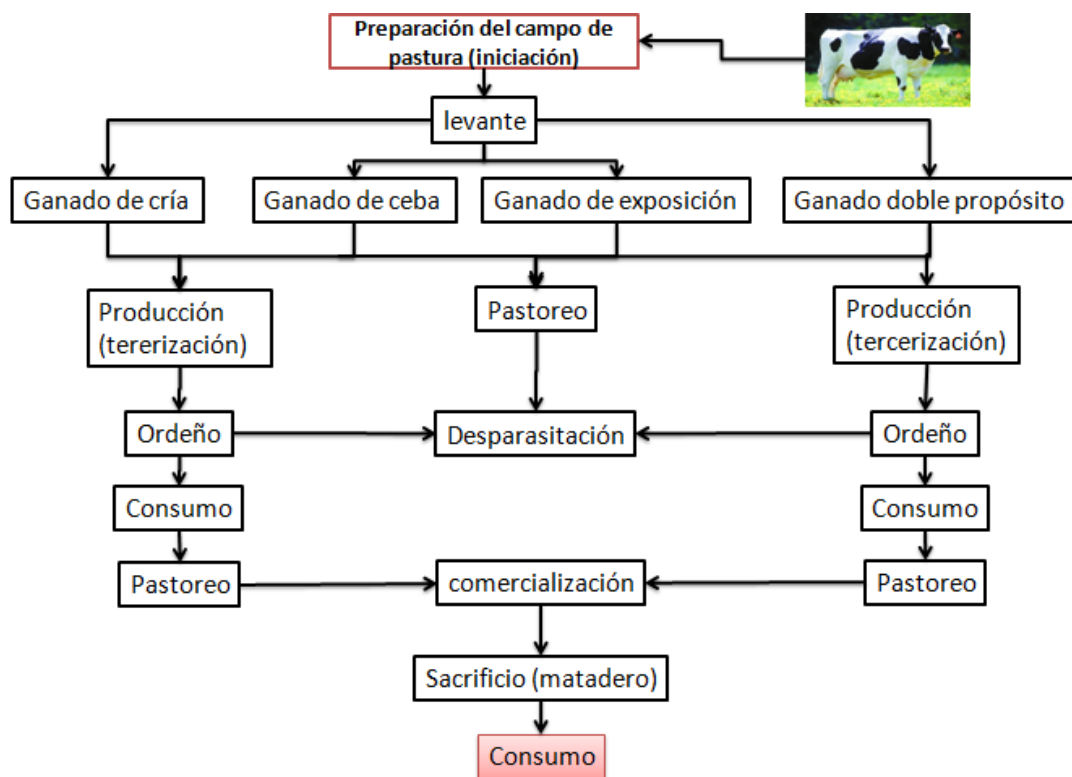 Preparación del campo de
pastura (iniciación)
levante
Ganado de cría
Ganado de ceba
Ganado de exposición
Ganado doble propósito
Producción
(tererización)
Pastoreo
Producción
(tercerización)
Ordeño
Desparasitación
Ordeño
Consumo
Consumo
Pastoreo
comercialización
Pastoreo
Sacrificio (matadero)
Consumo